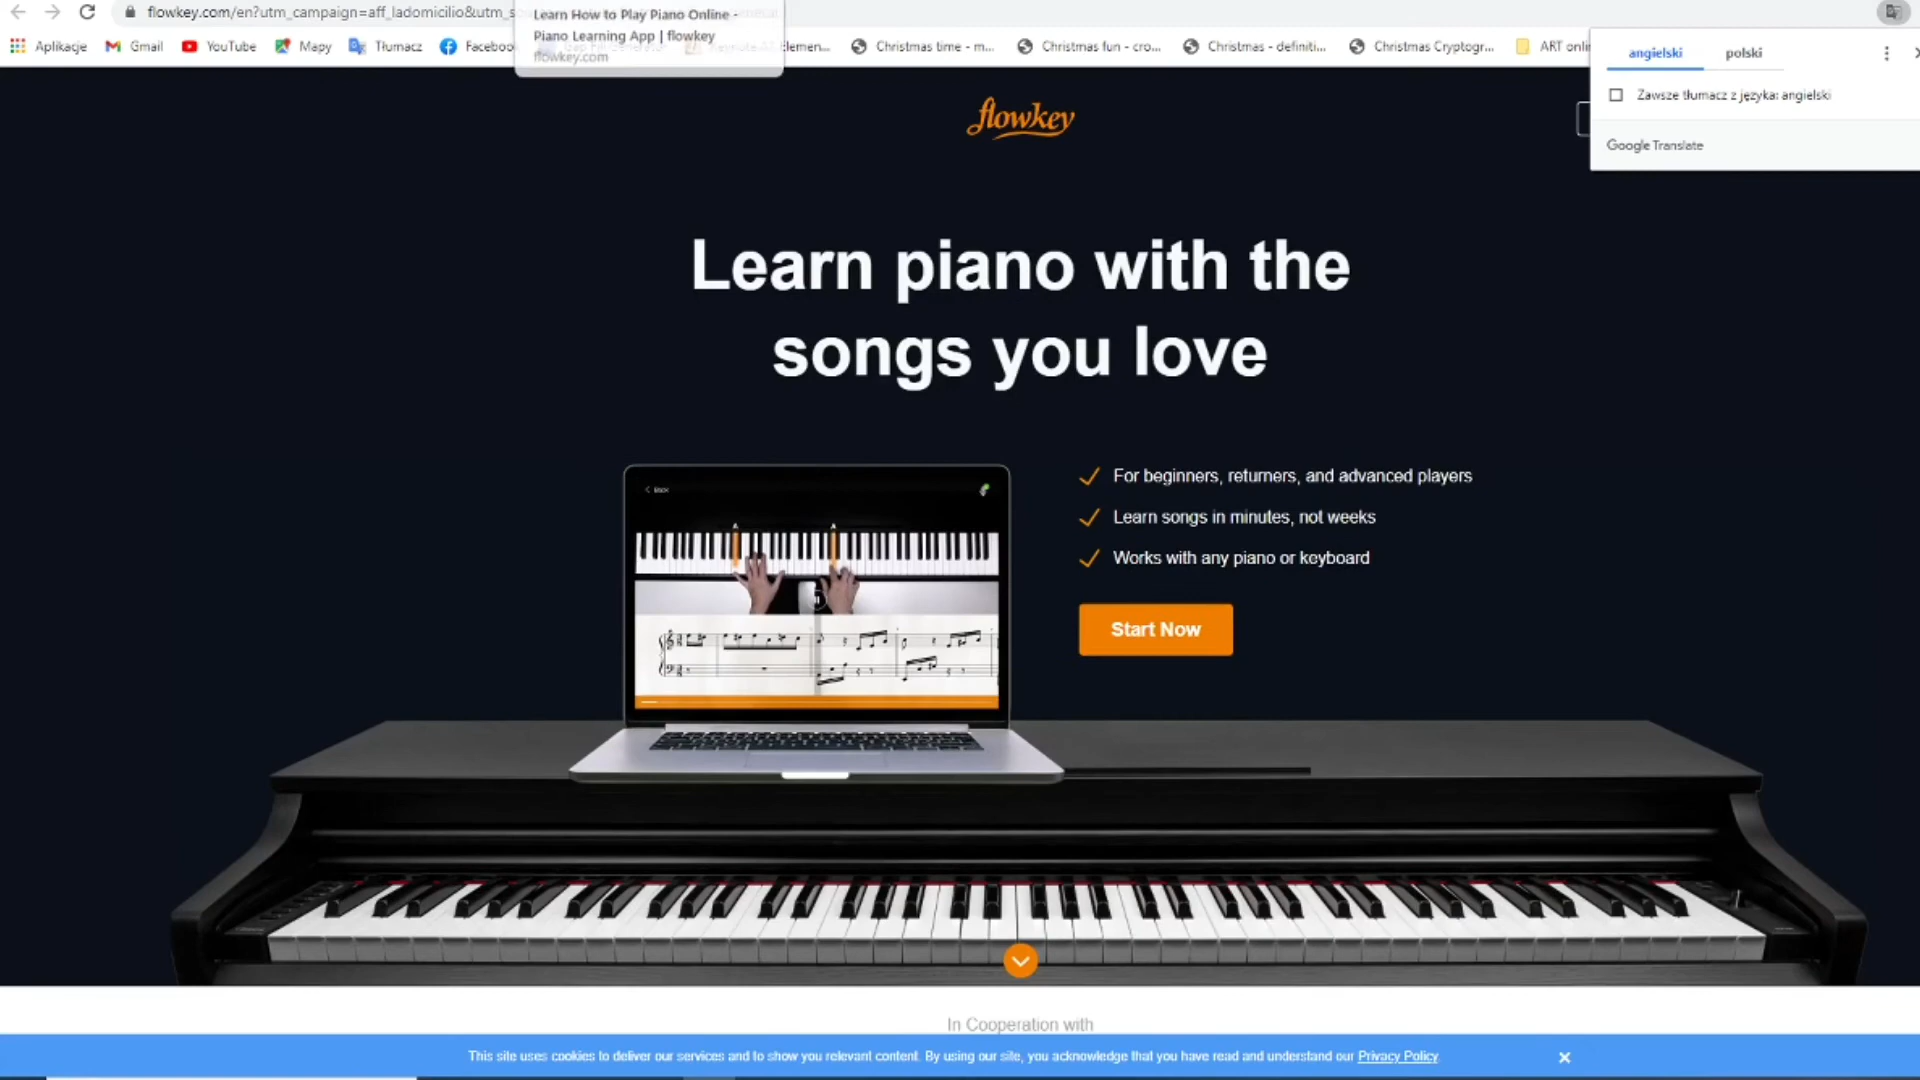 flowkey.com/en?utm_campaign=aff_ladomicilio&utm_s
Learn How to Play Piano Online -
Piano Learning App | flowkey
flowkey.com
Aplikacje
Gmail
YouTube
Mapy
Tłumacz
Facebook
Christmas time - m...
Christmas fun - cro...
Christmas - definiti...
Christmas Cryptogr...
ART onlin
angielski
polski
Zawsze tłumacz z języka: angielski
Google Translate
flowkey
Learn piano with the
songs you love
Back
For beginners, returners, and advanced players
Learn songs in minutes, not weeks
Works with any piano or keyboard
Start Now
In Cooperation with
This site uses cookies to deliver our services and to show you relevant content. By using our site, you acknowledge that you have read and understand our Privacy Policy.